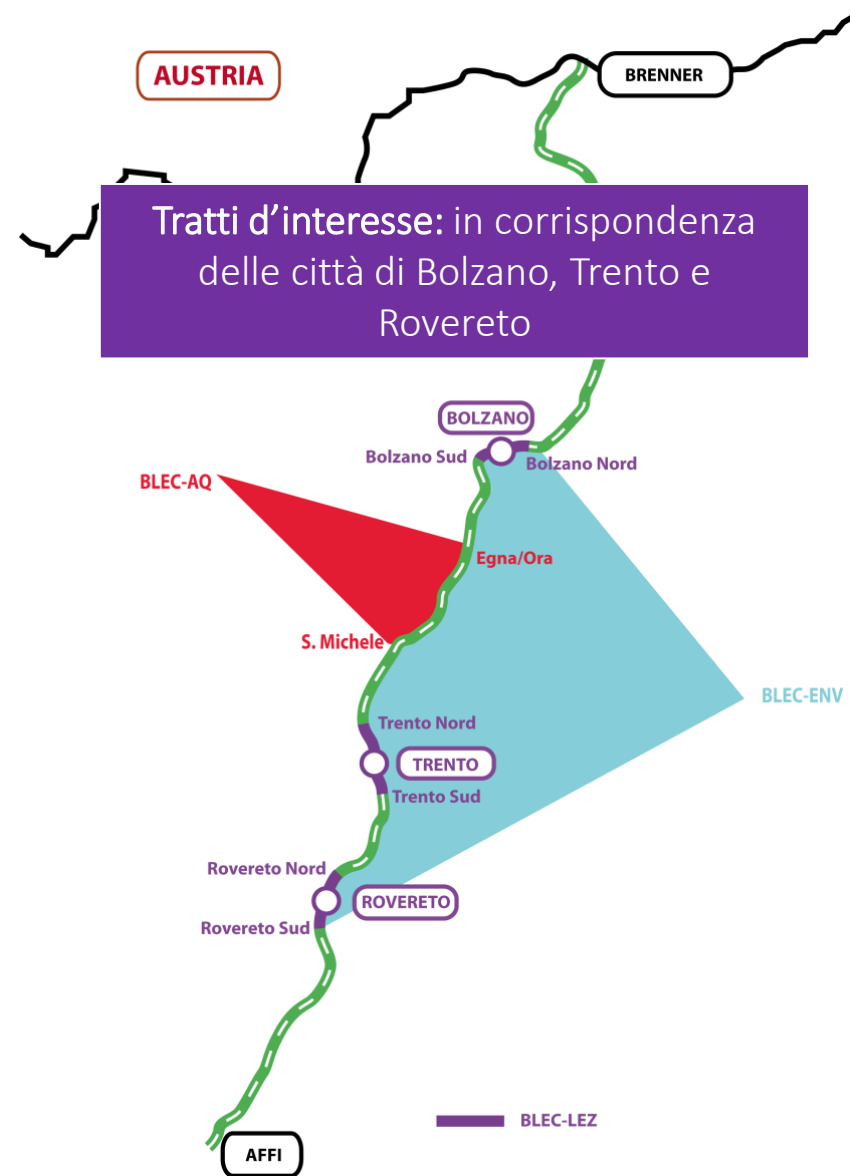 AUSTRIA
BRENNER
Tratti d’interesse: in corrispondenza
delle città di Bolzano, Trento e
Rovereto
BOLZANO
Bolzano Sud
Bolzano Nord
BLEC-AQ
Egna/Ora
S. Michele
BLEC-ENV
Trento Nord
TRENTO
Trento Sud
Rovereto Nord
ROVERETO
Rovereto Sud
BLEC-LEZ
AFFI